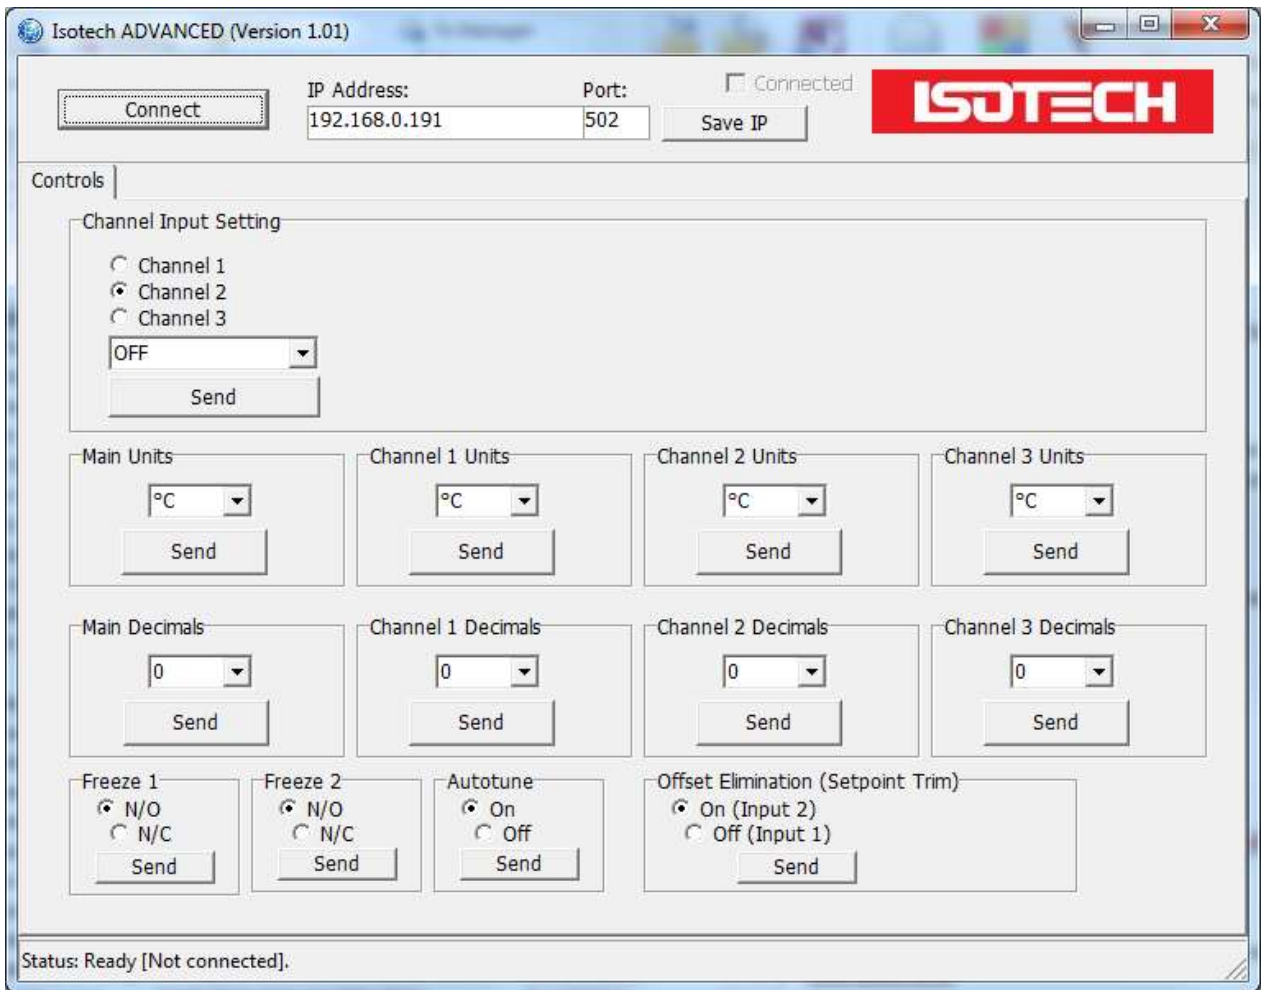 Isotech ADVANCED (Version 1.01)
Connect
IP Address:
192.168.0.191
Port:
502
Connected
Save IP
ISOTECH
Controls
Channel Input Setting
Channel 1
Channel 2
Channel 3
OFF
Send
Main Units
°C
Send
Channel 1 Units
°C
Send
Channel 2 Units
°C
Send
Channel 3 Units
°C
Send
Main Decimals
0
Send
Channel 1 Decimals
0
Send
Channel 2 Decimals
0
Send
Channel 3 Decimals
0
Send
Freeze 1
N/O
N/C
Send
Freeze 2
N/O
N/C
Send
Autotune
On
Off
Send
Offset Elimination (Setpoint Trim)
On (Input 2)
Off (Input 1)
Send
Status: Ready [Not connected].